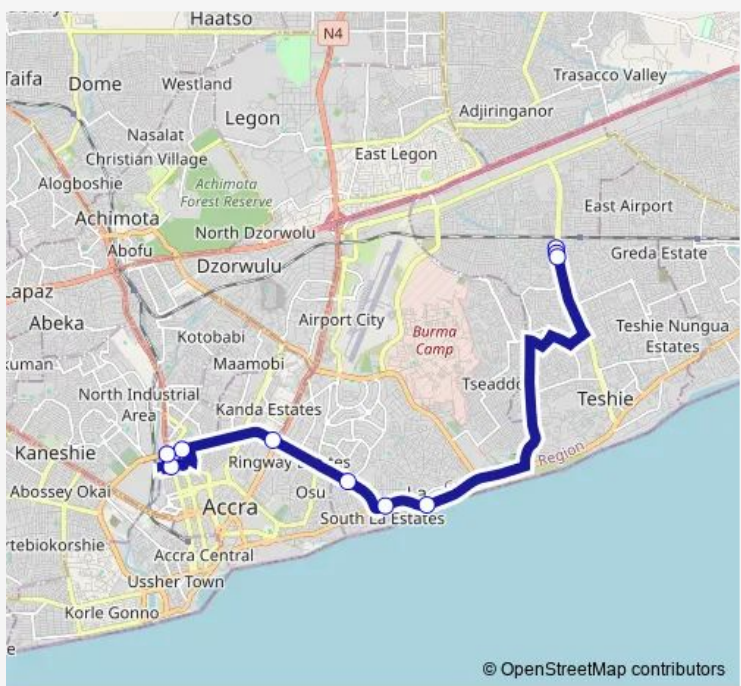 Haatso
N4
Taifa
Dome
Westland
Trasacco Valley
Legon
Adjiringanor
Nasalat
Christian Village
East Legon
Alogboshie
Achimota
Forest Reserve
Achimota
East Airport
North Dzorwolu
Abofu
Greda Estate
Dzorwulu
Lapaz
Airport City
Abeka
Burma
Camp
Teshie Nungua
Estates
Kotobabi
Maamobi
kuman
Tseaddo
North Industrial
Area
Kanda Estates
Teshie
Kaneshie
Region
Ringway Estates
Abossey Okai
Osu
La
Accra
South La Estates
rtebiokorshie
Accra Central
Ussher Town
Korle Gonno
e
© OpenStreetMap contributors